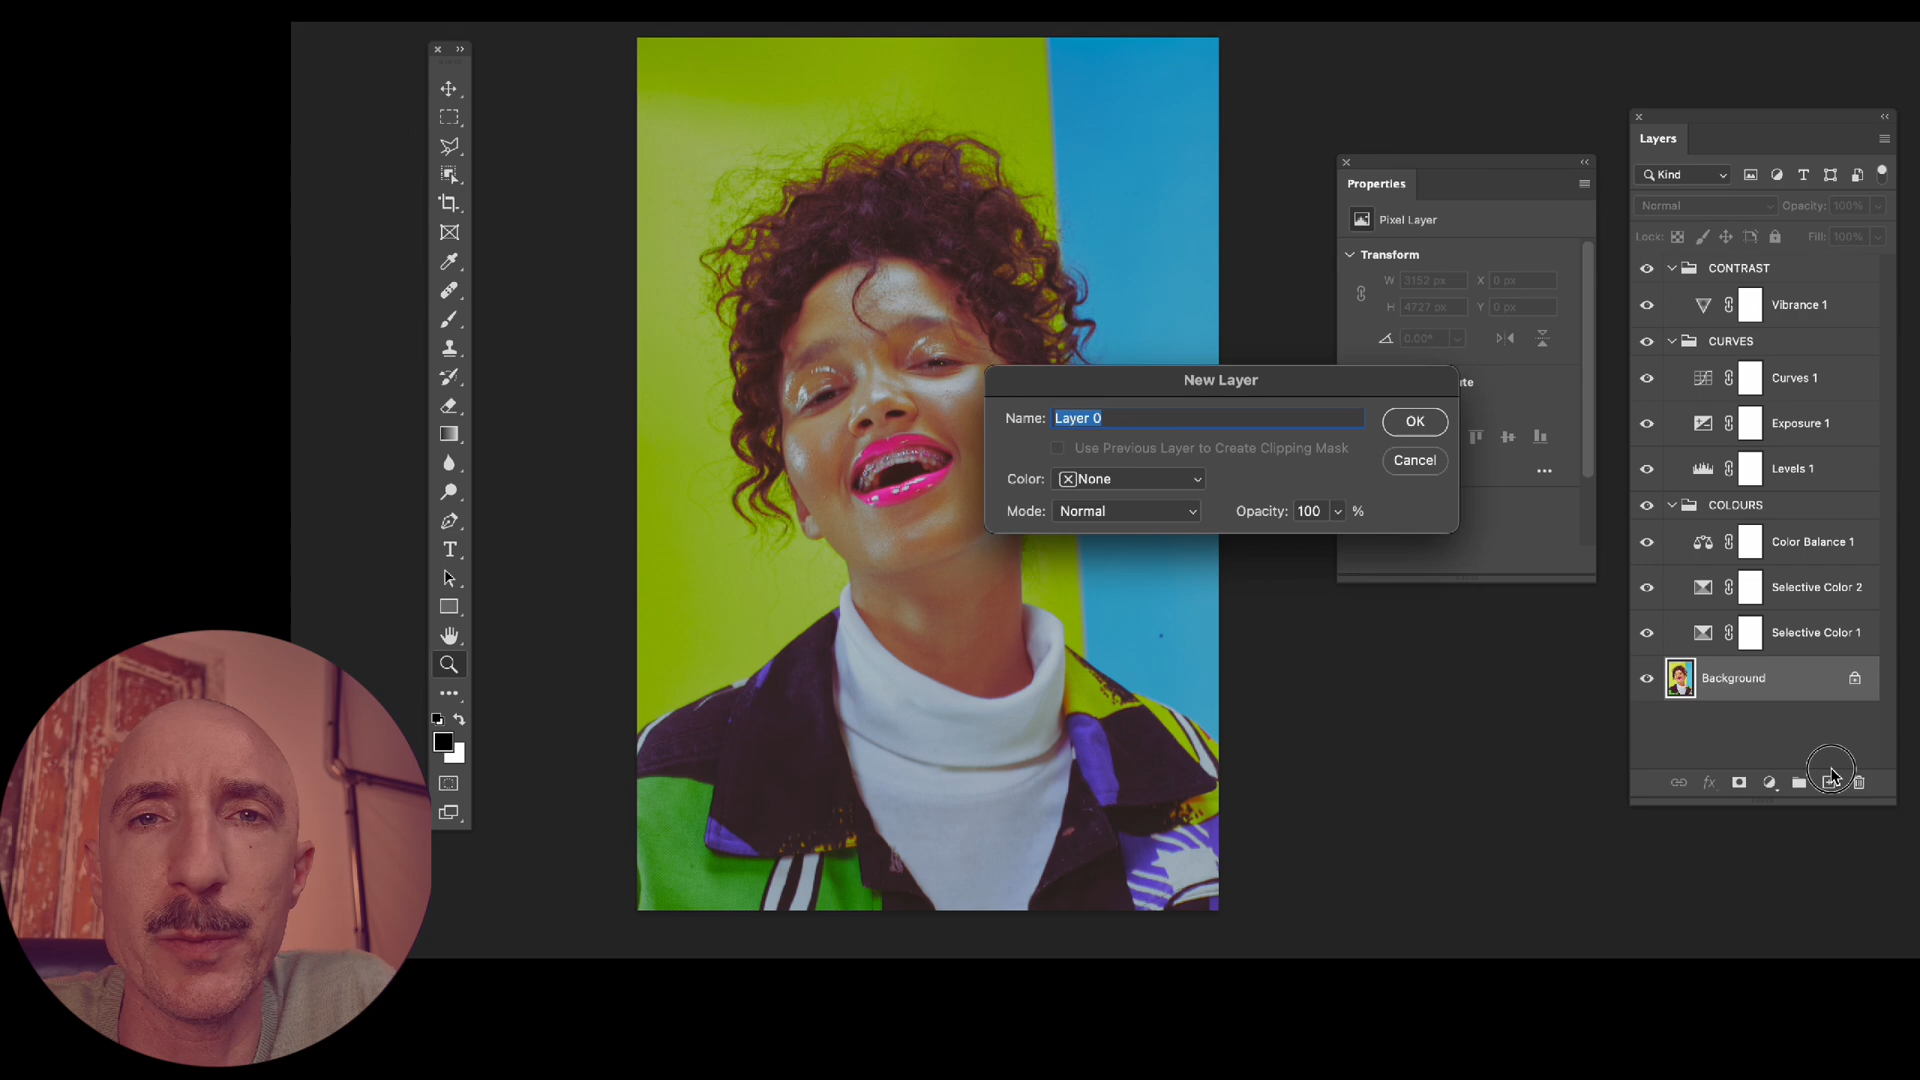 Properties
Pixel Layer
Transform
W 3152 px X 0 px
H 4727 px Y 0 px
0.00°
New Layer
Name: Layer 0
OK
Use Previous Layer to Create Clipping Mask
Cancel
Color: None
Mode: Normal Opacity: 100 %
Layers
Kind
Normal Opacity: 100%
Lock: Fill: 100%
CONTRAST
Vibrance 1
CURVES
Curves 1
Exposure 1
Levels 1
COLOURS
Color Balance 1
Selective Color 2
Selective Color 1
Background
fx